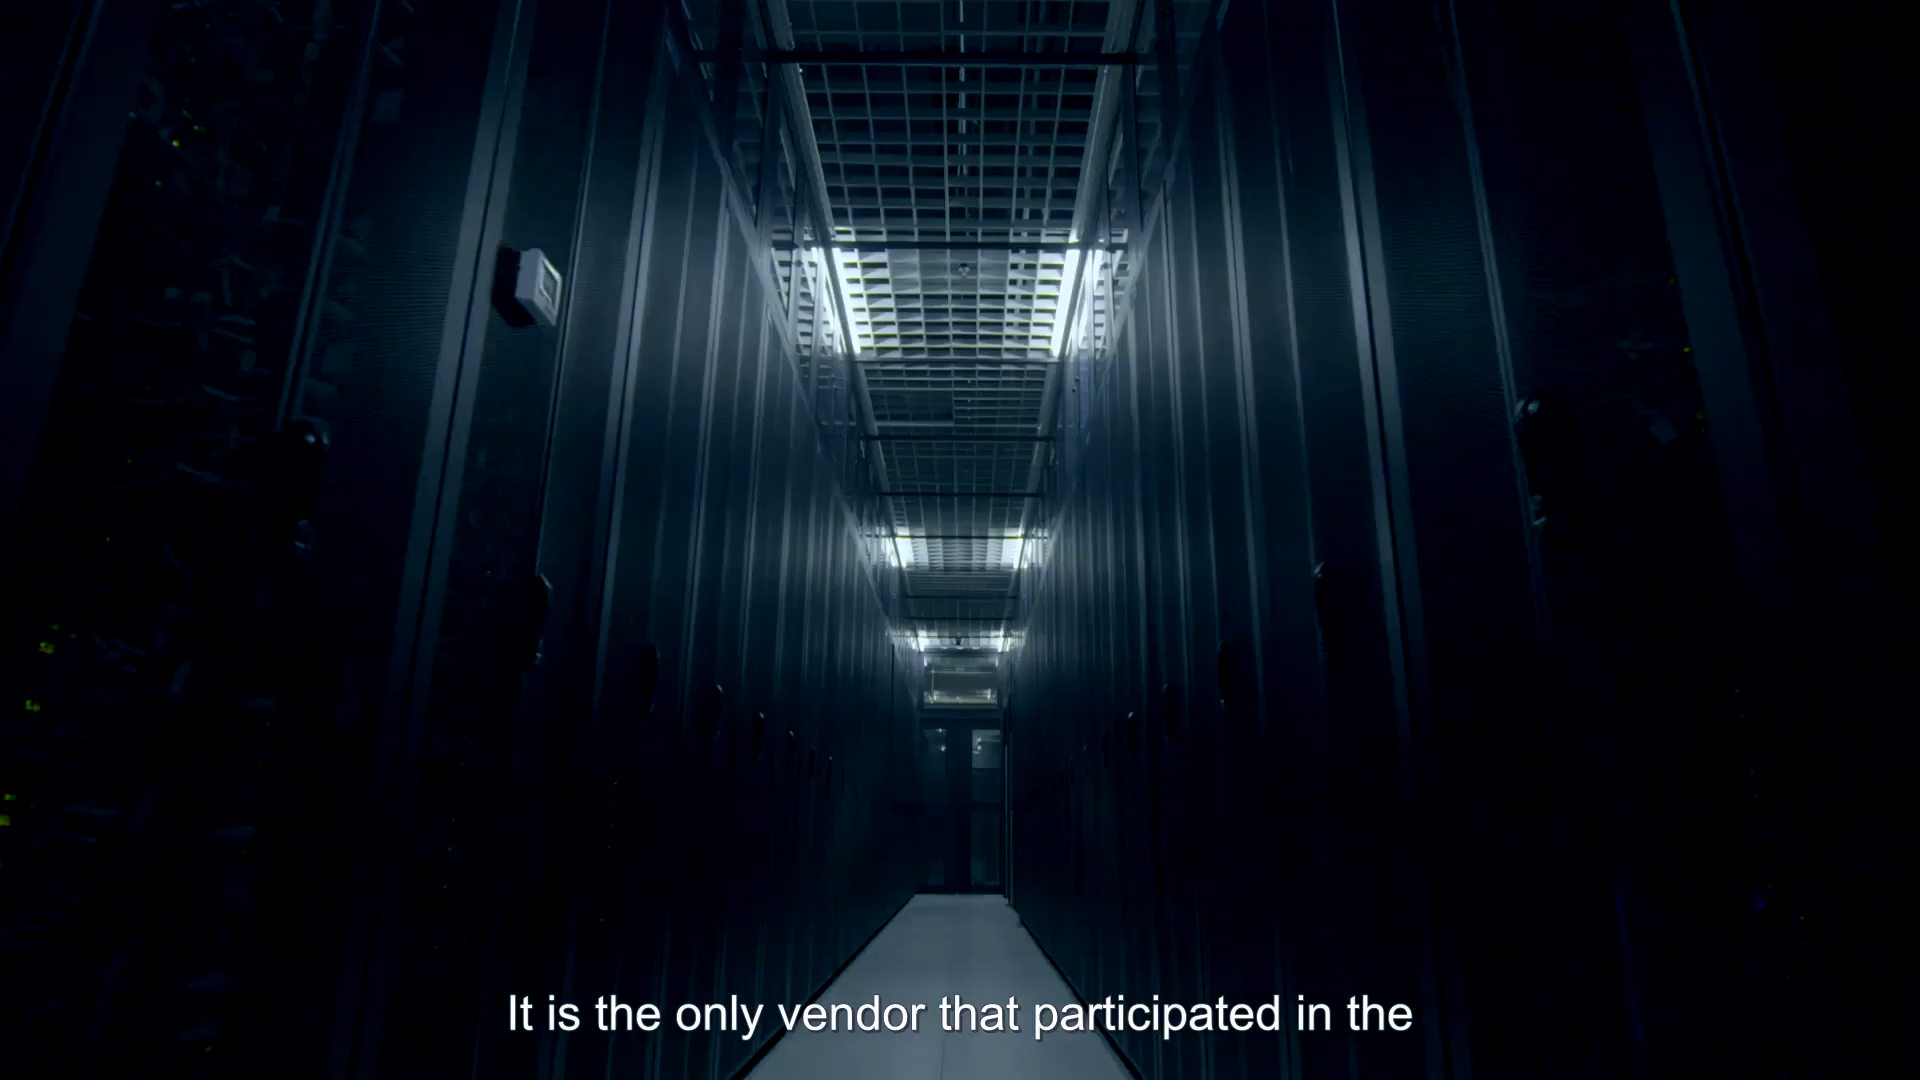 It is the only vendor that participated in the